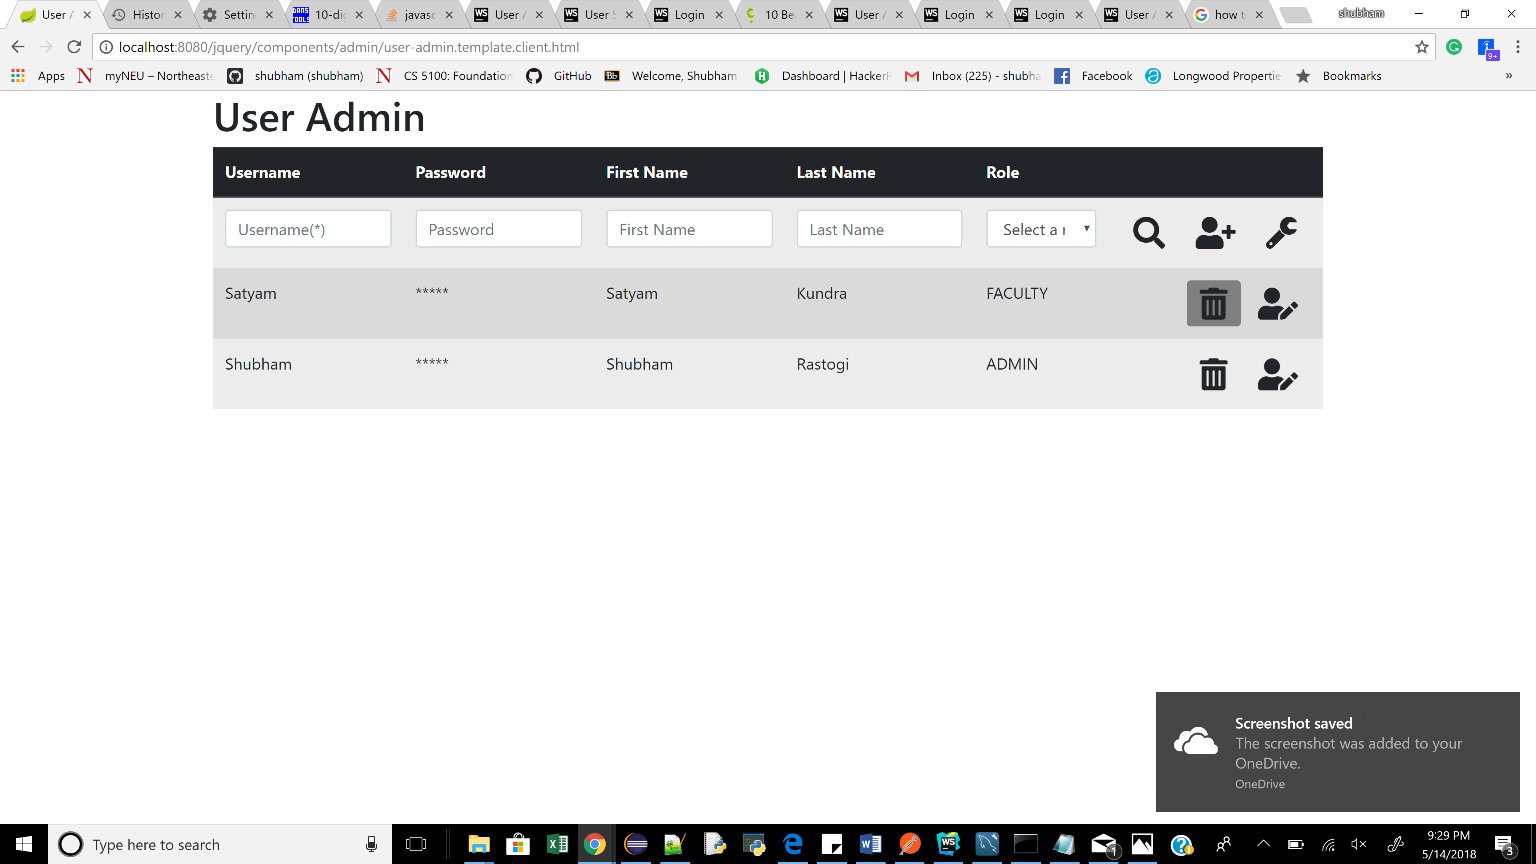 User A Histor Settin 10-dig javasc User A User S Login 10 Be User A Login Login User A how t shubham
localhost:8080/jquery/components/admin/user-admin.template.client.html
Apps myNEU – Northeaste shubham (shubham) CS 5100: Foundation GitHub Bb Welcome, Shubham Dashboard | HackerR Inbox (225) - shubha Facebook Longwood Propertie Bookmarks »
9+
User Admin
Username Password First Name Last Name Role
Username(*) Password First Name Last Name Select a r
Satyam ***** Satyam Kundra FACULTY
Shubham ***** Shubham Rastogi ADMIN
Screenshot saved
The screenshot was added to your
OneDrive.
OneDrive
Type here to search
9:29 PM
5/14/2018